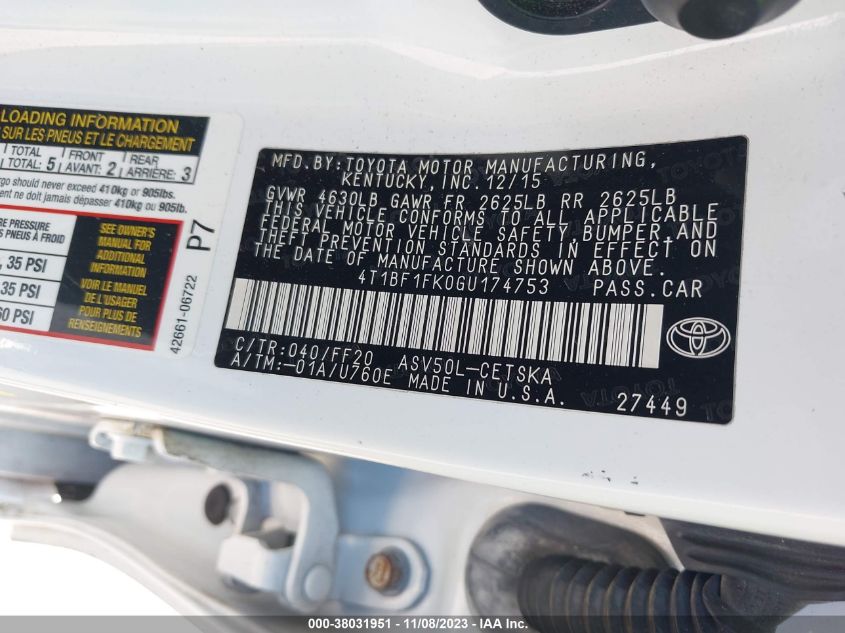 LOADING INFORMATION
SUR LES PNEUS ET LE CHARGEMENT
TOTAL FRONT REAR
TOTAL: 5 AVANT: 2 ARRIÈRE: 3
should never exceed 410kg or 905lbs.
ne doit jamais dépasser 410kg ou 905lb.
PRESSURE
PNEUS À FROID
35 PSI
35 PSI
60 PSI
SEE OWNER'S
MANUAL FOR
ADDITIONAL
INFORMATION
VOIR LE MANUEL
DE L'USAGER
POUR PLUS DE
RENSEIGNEMENTS
42661-06722
P7
MFD.BY:TOYOTA MOTOR MANUFACTURING,
KENTUCKY, INC.12/15
GVWR 4630LB GAWR FR 2625LB RR 2625LB
THIS VEHICLE CONFORMS TO ALL APPLICABLE
FEDERAL MOTOR VEHICLE SAFETY, BUMPER,AND
THEFT PREVENTION STANDARDS IN EFFECT ON
THE DATE OF MANUFACTURE SHOWN ABOVE.
4T1BF1FK0GU174753 PASS.CAR
C/TR:040/FF20 ASV50L-CETSKA
A/TM:-01A/U760E MADE IN U.S.A.
27449
000-38031951 - 11/08/2023 - IAA Inc.